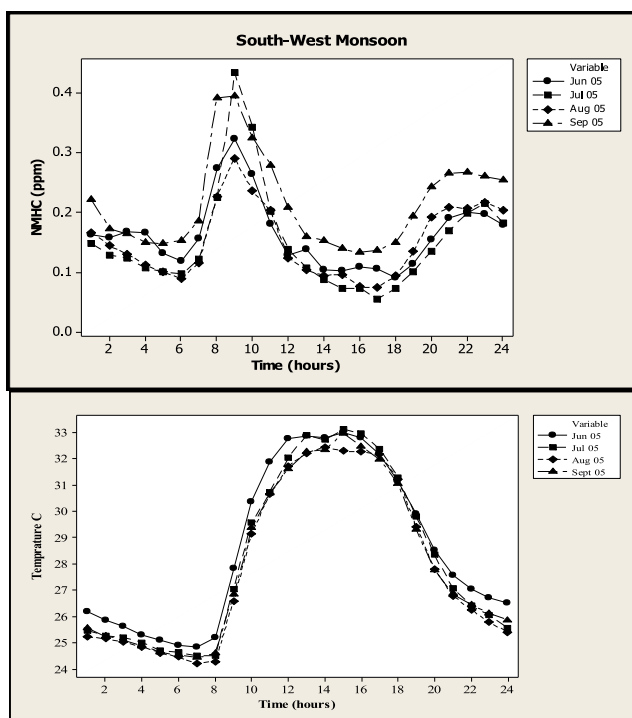 South-West Monsoon
Variable
Jun 05
Jul 05
Aug 05
Sep 05
NMHC (ppm)
0.4
0.3
0.2
0.1
0.0
2 4 6 8 10 12 14 16 18 20 22 24
Time (hours)
Variable
Jun 05
Jul 05
Aug 05
Sept 05
Temprature C
33
32
31
30
29
28
27
26
25
24
2 4 6 8 10 12 14 16 18 20 22 24
Time (hours)